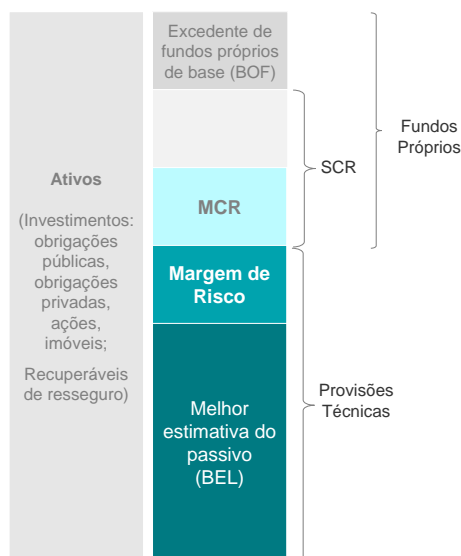 Excedente de
fundos próprios
de base (BOF)
Fundos
Próprios
SCR
Ativos
(Investimentos:
obrigações
públicas,
obrigações
privadas,
ações,
imóveis;
Recuperáveis
de resseguro)
MCR
Margem de
Risco
Melhor
estimativa do
passivo
(BEL)
Provisões
Técnicas